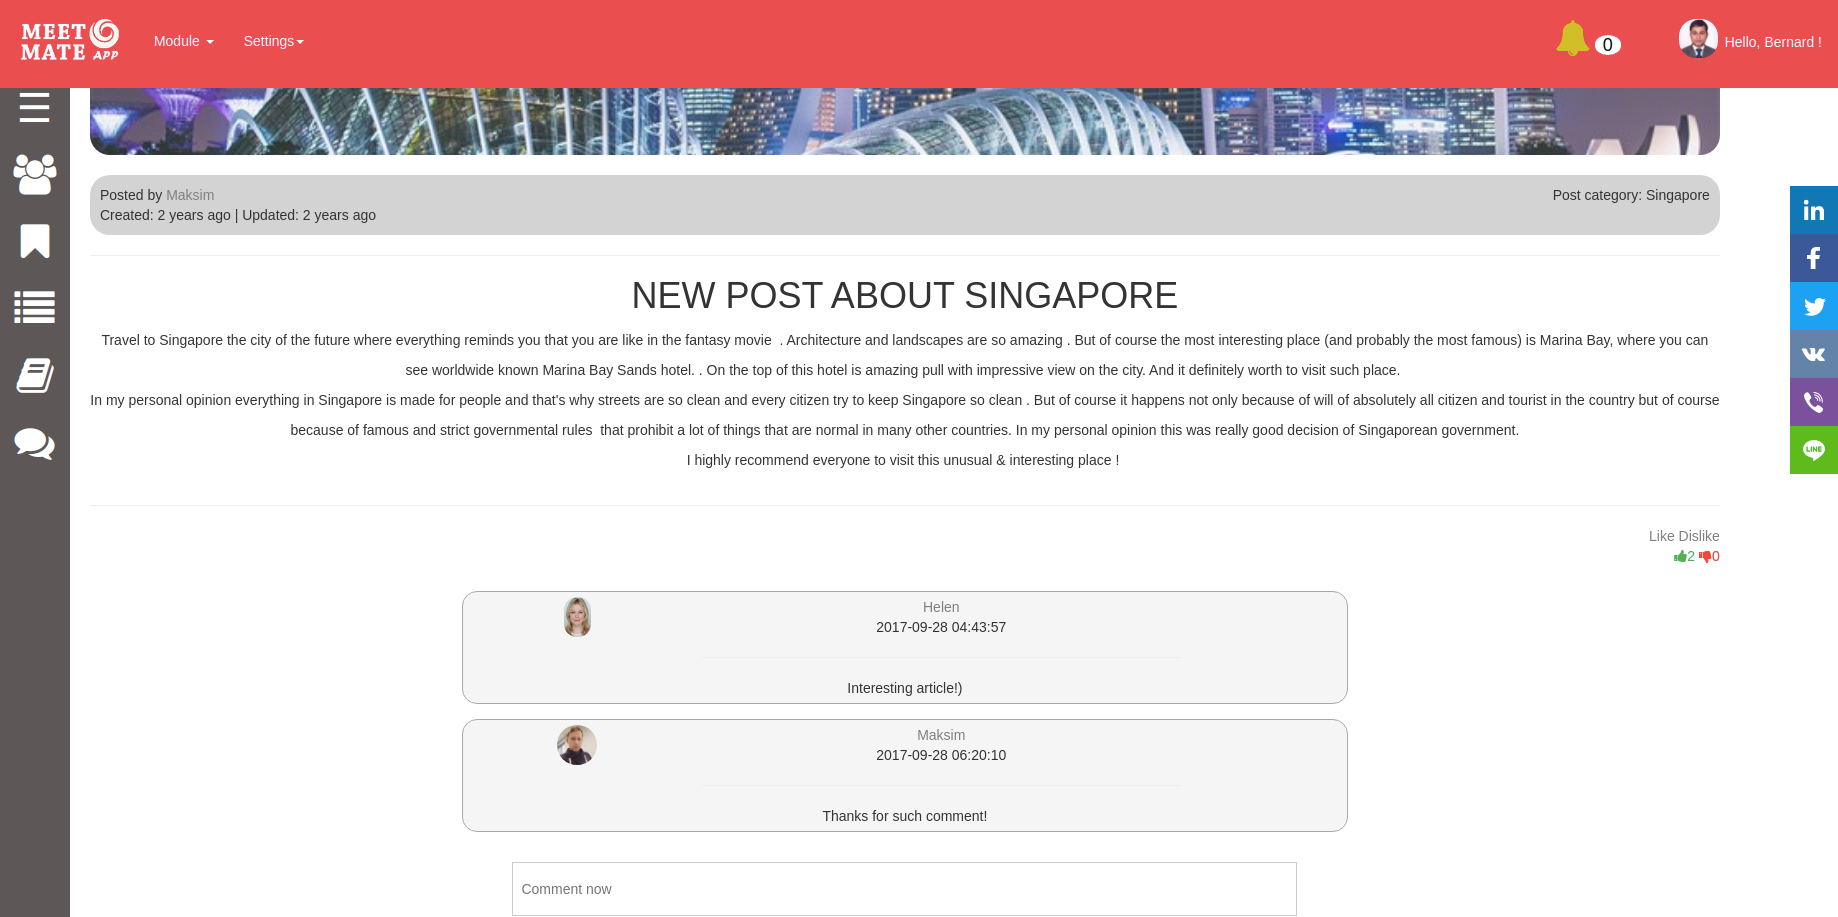 MEET
MATE APP
Module
Settings
0
Hello, Bernard !
Posted by Maksim
Post category: Singapore
Created: 2 years ago | Updated: 2 years ago
NEW POST ABOUT SINGAPORE
Travel to Singapore the city of the future where everything reminds you that you are like in the fantasy movie  . Architecture and landscapes are so amazing . But of course the most interesting place (and probably the most famous) is Marina Bay, where you can
see worldwide known Marina Bay Sands hotel. . On the top of this hotel is amazing pull with impressive view on the city. And it definitely worth to visit such place.
In my personal opinion everything in Singapore is made for people and that's why streets are so clean and every citizen try to keep Singapore so clean . But of course it happens not only because of will of absolutely all citizen and tourist in the country but of course
because of famous and strict governmental rules  that prohibit a lot of things that are normal in many other countries. In my personal opinion this was really good decision of Singaporean government.
I highly recommend everyone to visit this unusual & interesting place !
Like Dislike
2 0
Helen
2017-09-28 04:43:57
Interesting article!)
Maksim
2017-09-28 06:20:10
Thanks for such comment!
Comment now
in
f
LINE